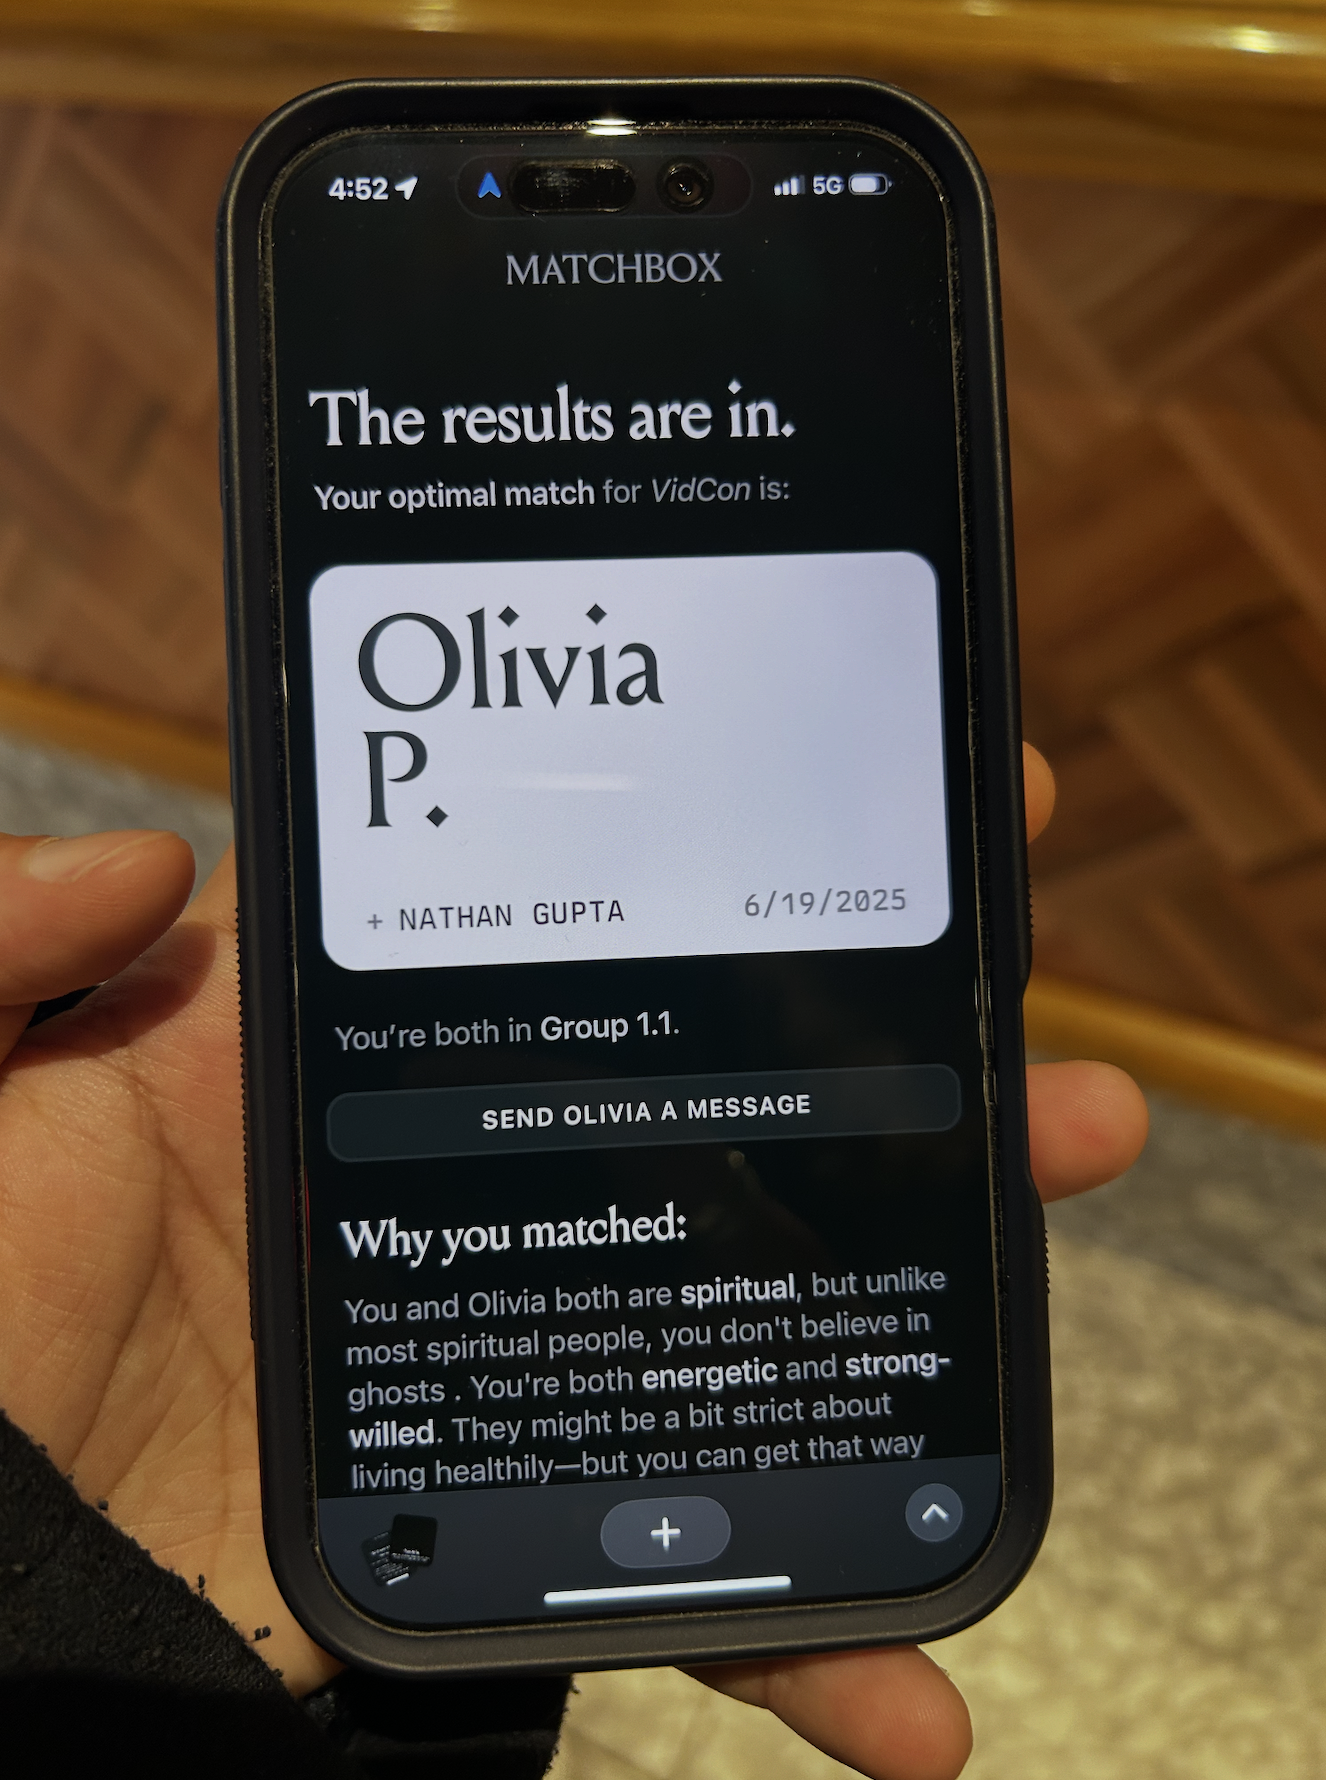 4:52
5G
MATCHBOX
The results are in.
Your optimal match for VidCon is:
Olivia
P.
+ NATHAN GUPTA 6/19/2025
You're both in Group 1.1.
SEND OLIVIA A MESSAGE
Why you matched:
You and Olivia both are spiritual, but unlike
most spiritual people, you don't believe in
ghosts . You're both energetic and strong-
willed. They might be a bit strict about
living healthily—but you can get that way
+